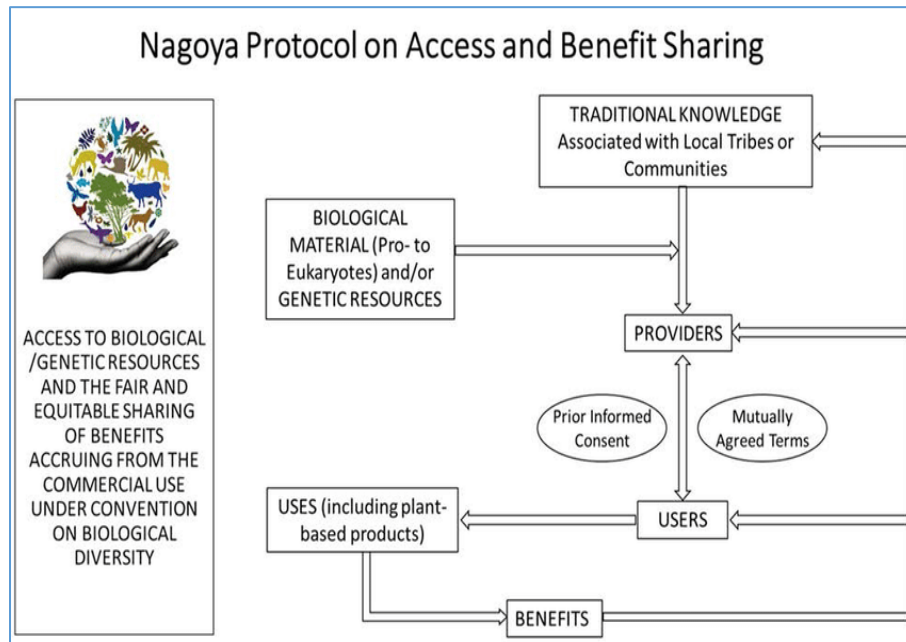 Nagoya Protocol on Access and Benefit Sharing
ACCESS TO BIOLOGICAL
/GENETIC RESOURCES
AND THE FAIR AND
EQUITABLE SHARING
OF BENEFITS
ACCRUING FROM THE
COMMERCIAL USE
UNDER CONVENTION
ON BIOLOGICAL
DIVERSITY
TRADITIONAL KNOWLEDGE
Associated with Local Tribes or
Communities
BIOLOGICAL
MATERIAL (Pro- to
Eukaryotes) and/or
GENETIC RESOURCES
PROVIDERS
Prior Informed
Consent
Mutually
Agreed Terms
USES (including plant-
based products)
USERS
BENEFITS